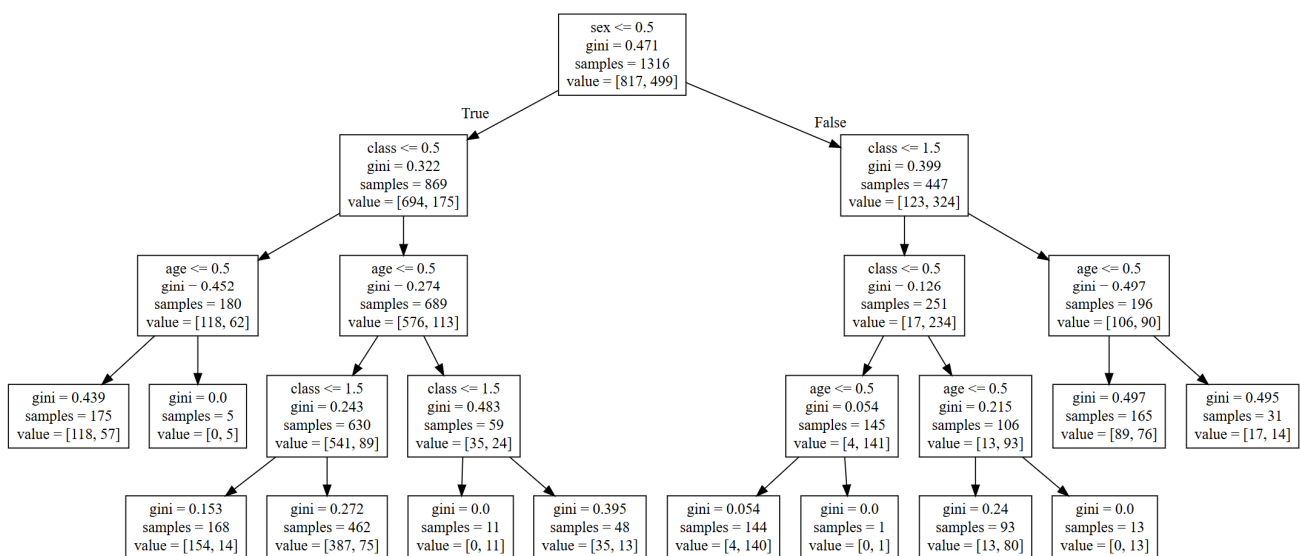 sex <= 0.5
gini = 0.471
samples = 1316
value = [817, 499]
True
False
class <= 0.5
gini = 0.322
samples = 869
value = [694, 175]
class <= 1.5
gini = 0.399
samples = 447
value = [123, 324]
age <= 0.5
gini − 0.452
samples = 180
value = [118, 62]
age <= 0.5
gini − 0.274
samples = 689
value = [576, 113]
class <= 0.5
gini − 0.126
samples = 251
value = [17, 234]
age <= 0.5
gini − 0.497
samples = 196
value = [106, 90]
gini = 0.439
samples = 175
value = [118, 57]
gini = 0.0
samples = 5
value = [0, 5]
class <= 1.5
gini = 0.243
samples = 630
value = [541, 89]
class <= 1.5
gini = 0.483
samples = 59
value = [35, 24]
age <= 0.5
gini = 0.054
samples = 145
value = [4, 141]
age <= 0.5
gini = 0.215
samples = 106
value = [13, 93]
gini = 0.497
samples = 165
value = [89, 76]
gini = 0.495
samples = 31
value = [17, 14]
gini = 0.153
samples = 168
value = [154, 14]
gini = 0.272
samples = 462
value = [387, 75]
gini = 0.0
samples = 11
value = [0, 11]
gini = 0.395
samples = 48
value = [35, 13]
gini = 0.054
samples = 144
value = [4, 140]
gini = 0.0
samples = 1
value = [0, 1]
gini = 0.24
samples = 93
value = [13, 80]
gini = 0.0
samples = 13
value = [0, 13]